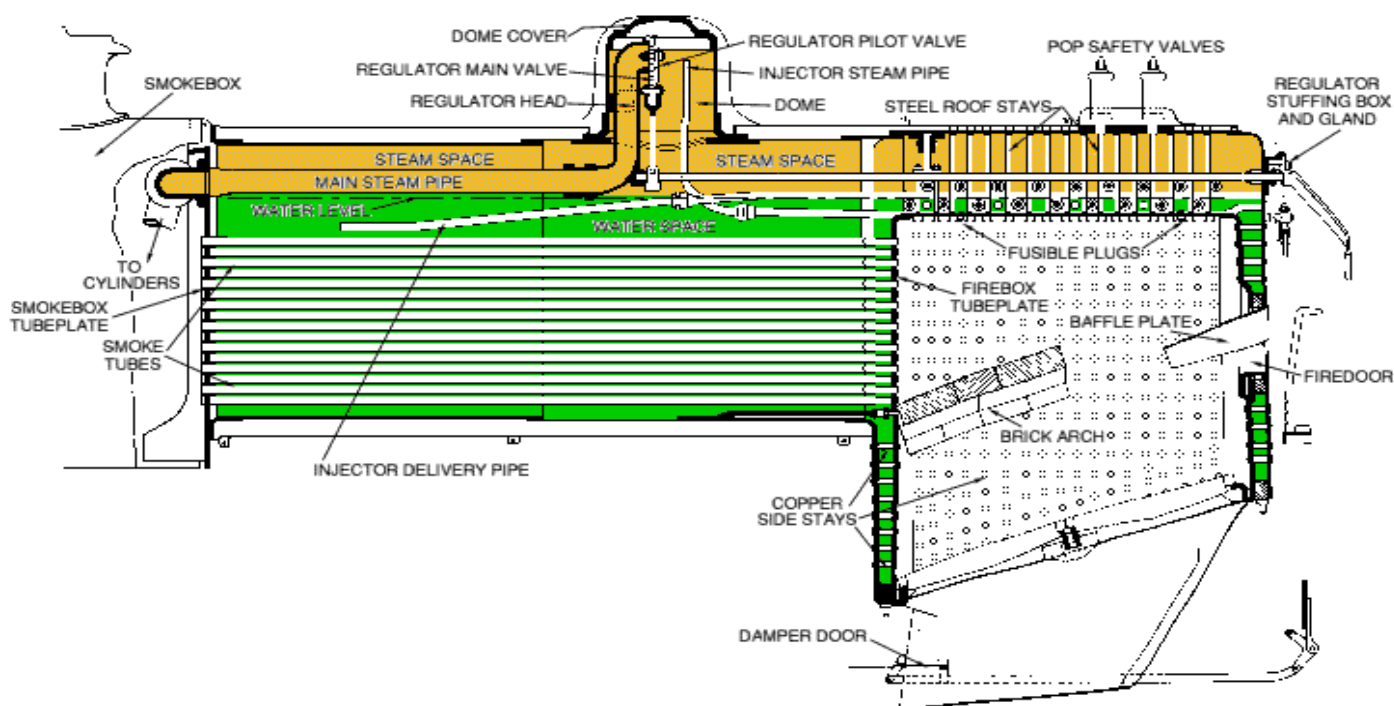 DOME COVER
REGULATOR PILOT VALVE
POP SAFETY VALVES
SMOKEBOX
REGULATOR MAIN VALVE
INJECTOR STEAM PIPE
REGULATOR
STUFFING BOX
AND GLAND
REGULATOR HEAD
DOME
STEEL ROOF STAYS
STEAM SPACE
STEAM SPACE
MAIN STEAM PIPE
WATER LEVEL
WATER SPACE
FUSIBLE PLUGS
TO
CYLINDERS
FIREBOX
TUBEPLATE
SMOKEBOX
TUBEPLATE
BAFFLE PLATE
SMOKE
TUBES
FIREDOOR
BRICK ARCH
INJECTOR DELIVERY PIPE
COPPER
SIDE STAYS
DAMPER DOOR